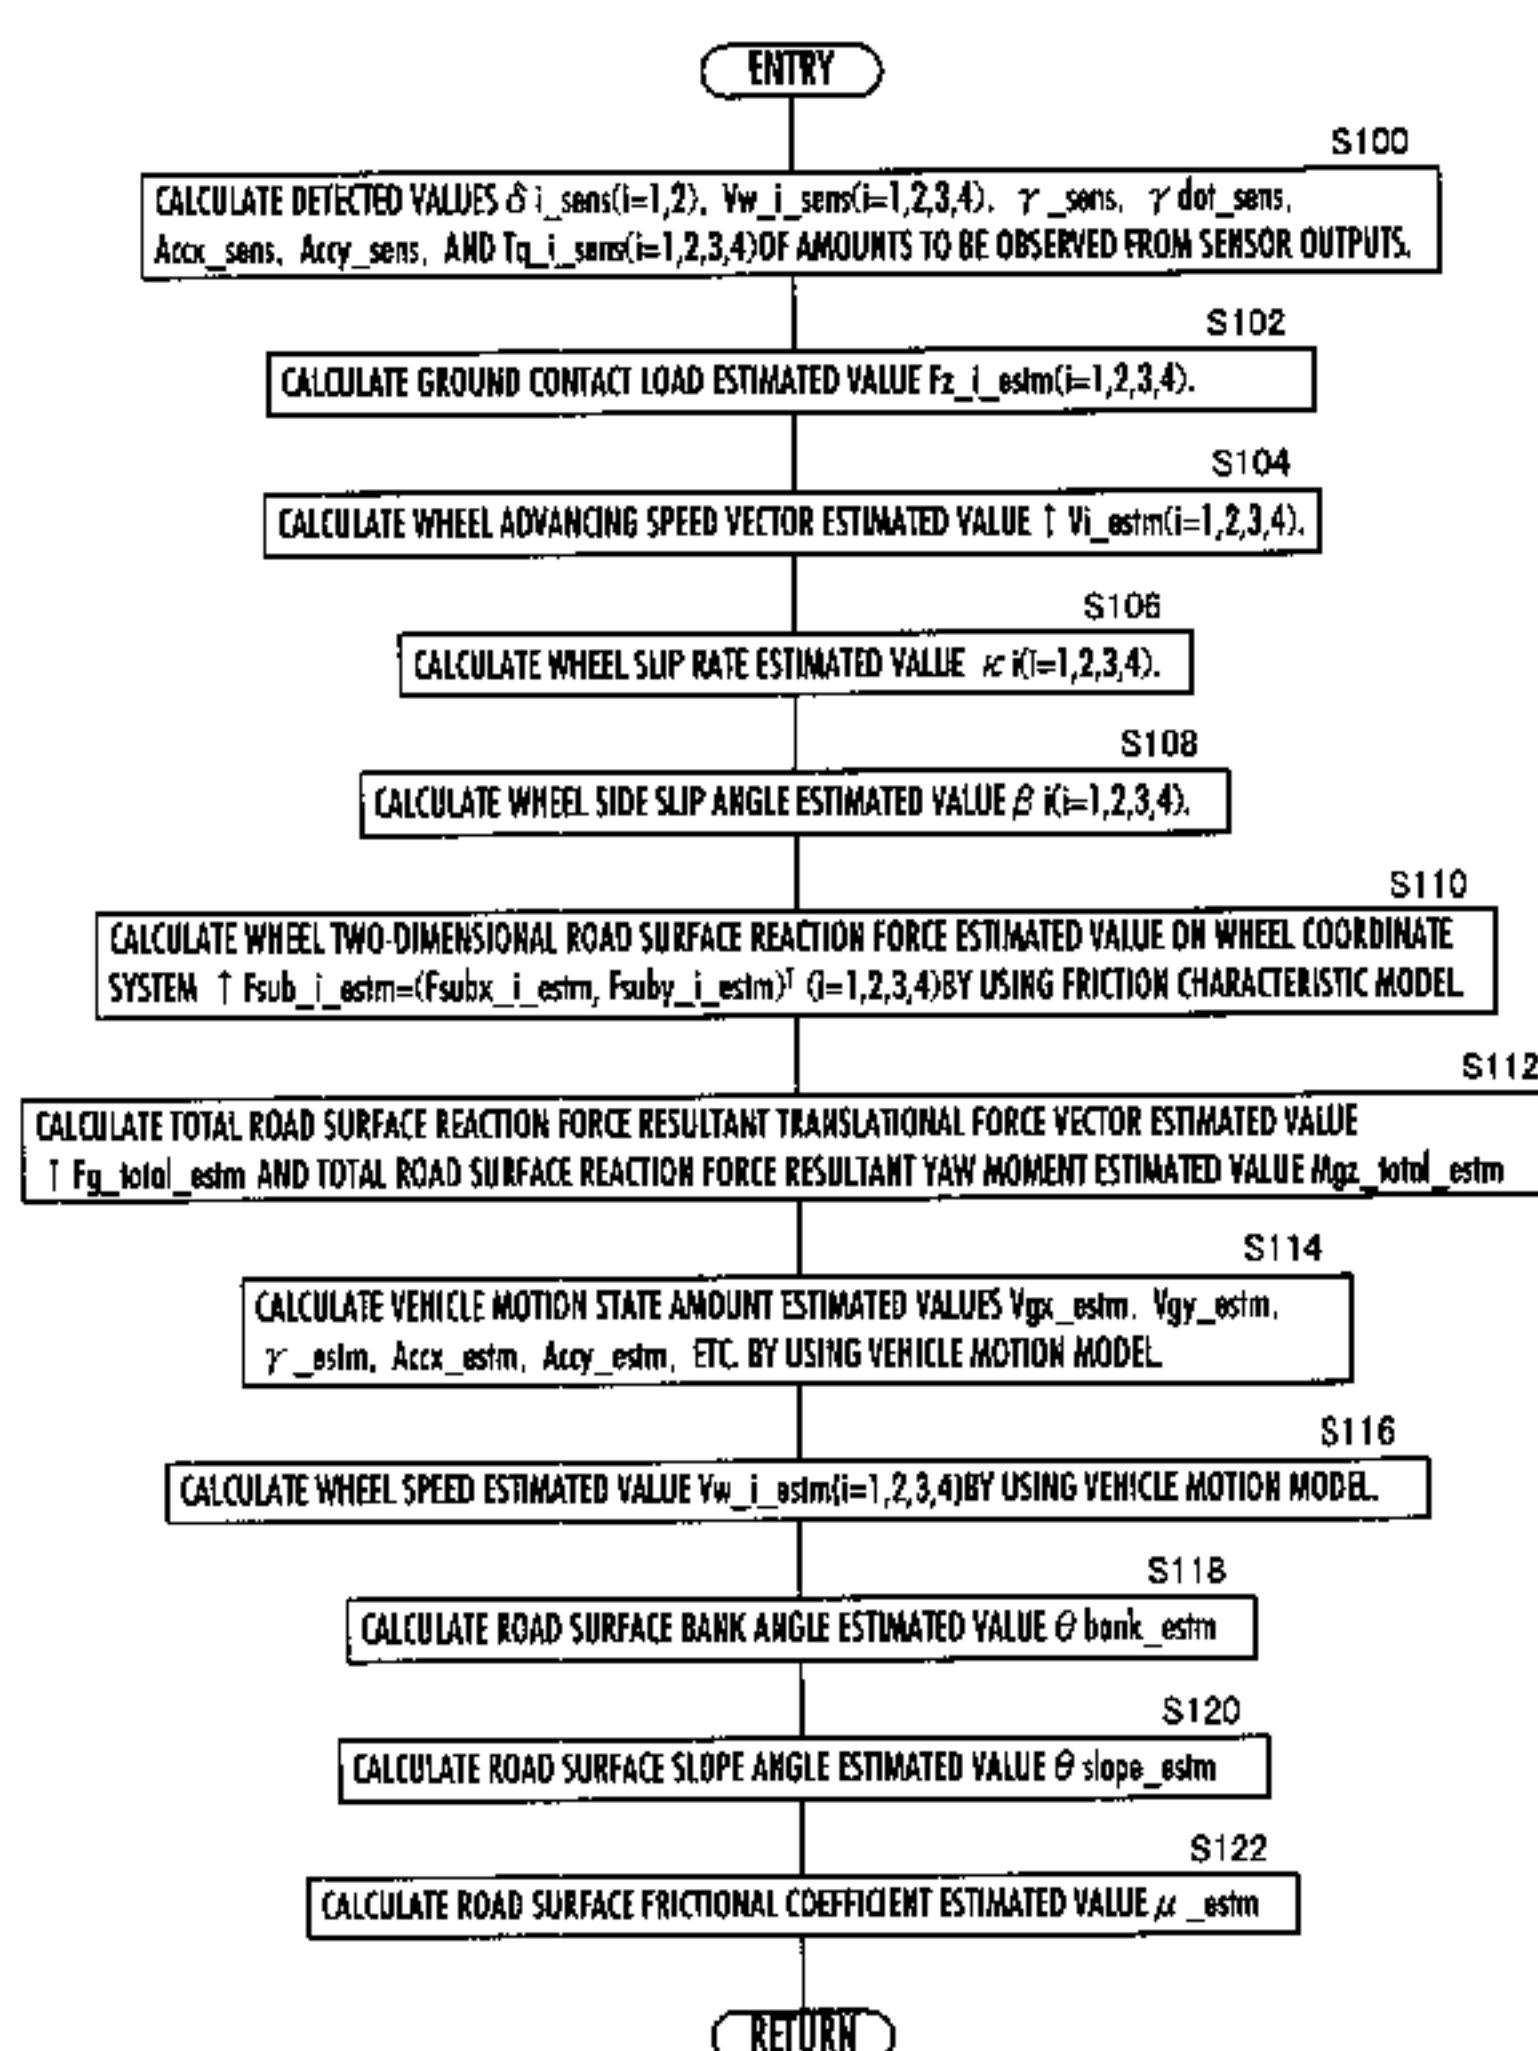 ENTRY
S100
CALCULATE DETECTED VALUES δ i_sens(i=1,2), Vw_i_sens(i=1,2,3,4), γ _sens, γ dot_sens,
Accx_sens, Accy_sens, AND Tq_i_sens(i=1,2,3,4)OF AMOUNTS TO BE OBSERVED FROM SENSOR OUTPUTS.
S102
CALCULATE GROUND CONTACT LOAD ESTIMATED VALUE Fz_i_estm(i=1,2,3,4).
S104
CALCULATE WHEEL ADVANCING SPEED VECTOR ESTIMATED VALUE ↑ Vi_estm(i=1,2,3,4).
S106
CALCULATE WHEEL SLIP RATE ESTIMATED VALUE κ i(i=1,2,3,4).
S108
CALCULATE WHEEL SIDE SLIP ANGLE ESTIMATED VALUE β i(i=1,2,3,4).
S110
CALCULATE WHEEL TWO-DIMENSIONAL ROAD SURFACE REACTION FORCE ESTIMATED VALUE ON WHEEL COORDINATE
SYSTEM ↑ Fsub_i_estm=(Fsubx_i_estm, Fsuby_i_estm)ᵀ (i=1,2,3,4)BY USING FRICTION CHARACTERISTIC MODEL.
S112
CALCULATE TOTAL ROAD SURFACE REACTION FORCE RESULTANT TRANSLATIONAL FORCE VECTOR ESTIMATED VALUE
↑ Fg_total_estm AND TOTAL ROAD SURFACE REACTION FORCE RESULTANT YAW MOMENT ESTIMATED VALUE Mgz_total_estm
S114
CALCULATE VEHICLE MOTION STATE AMOUNT ESTIMATED VALUES Vgx_estm, Vgy_estm,
γ _estm, Accx_estm, Accy_estm, ETC. BY USING VEHICLE MOTION MODEL.
S116
CALCULATE WHEEL SPEED ESTIMATED VALUE Vw_i_estm(i=1,2,3,4)BY USING VEHICLE MOTION MODEL.
S118
CALCULATE ROAD SURFACE BANK ANGLE ESTIMATED VALUE θ bank_estm
S120
CALCULATE ROAD SURFACE SLOPE ANGLE ESTIMATED VALUE θ slope_estm
S122
CALCULATE ROAD SURFACE FRICTIONAL COEFFICIENT ESTIMATED VALUE μ _estm
RETURN